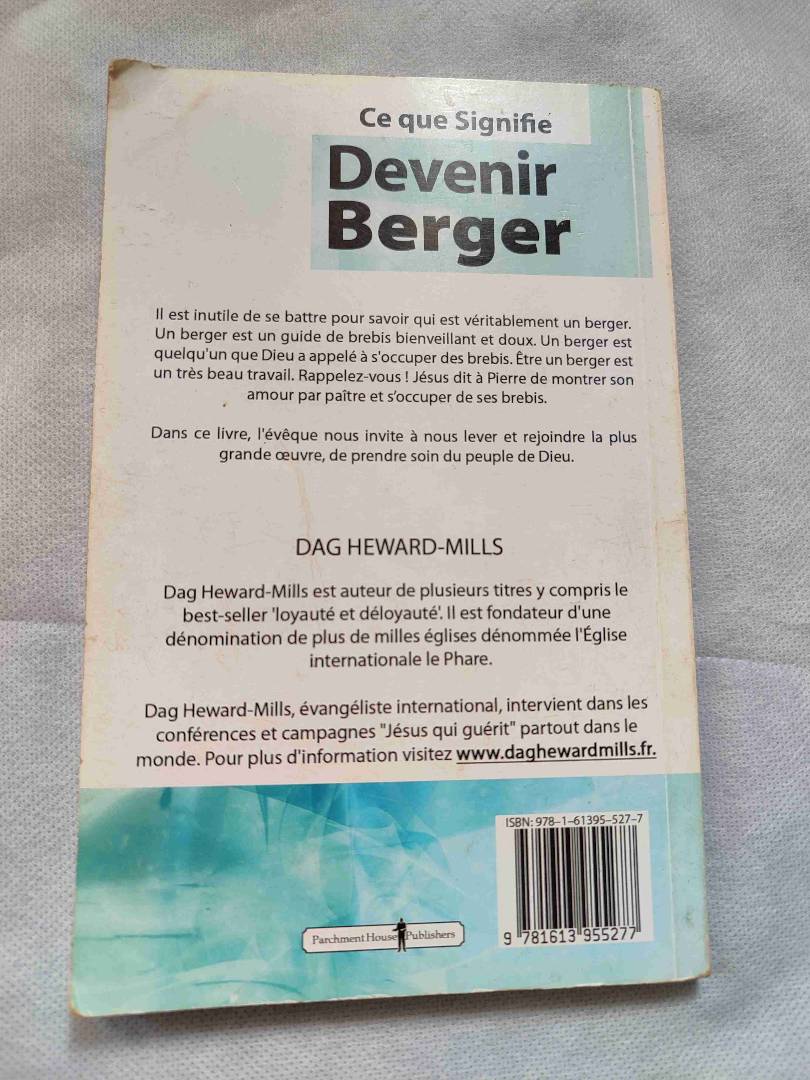 Ce que Signifie
Devenir
Berger
Il est inutile de se battre pour savoir qui est véritablement un berger.
Un berger est un guide de brebis bienveillant et doux. Un berger est
quelqu'un que Dieu a appelé à s'occuper des brebis. Être un berger est
un très beau travail. Rappelez-vous ! Jésus dit à Pierre de montrer son
amour par paître et s’occuper de ses brebis.
Dans ce livre, l'évêque nous invite à nous lever et rejoindre la plus
grande œuvre, de prendre soin du peuple de Dieu.
DAG HEWARD-MILLS
Dag Heward-Mills est auteur de plusieurs titres y compris le
best-seller 'loyauté et déloyauté'. Il est fondateur d'une
dénomination de plus de milles églises dénommée l'Église
internationale le Phare.
Dag Heward-Mills, évangéliste international, intervient dans les
conférences et campagnes "Jésus qui guérit" partout dans le
monde. Pour plus d'information visitez www.daghewardmills.fr.
ISBN: 978-1-61395-527-7
9 781613 955277
Parchment House Publishers